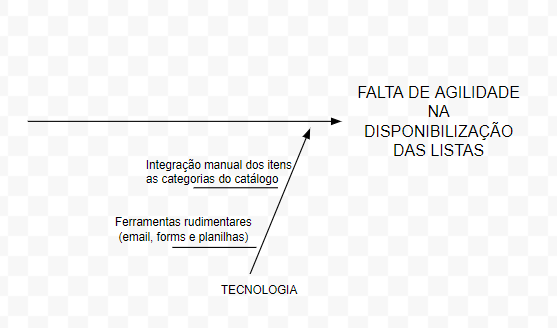 FALTA DE AGILIDADE
NA
DISPONIBILIZAÇÃO
DAS LISTAS
Integração manual dos itens
as categorias do catálogo
Ferramentas rudimentares
(email, forms e planilhas)
TECNOLOGIA